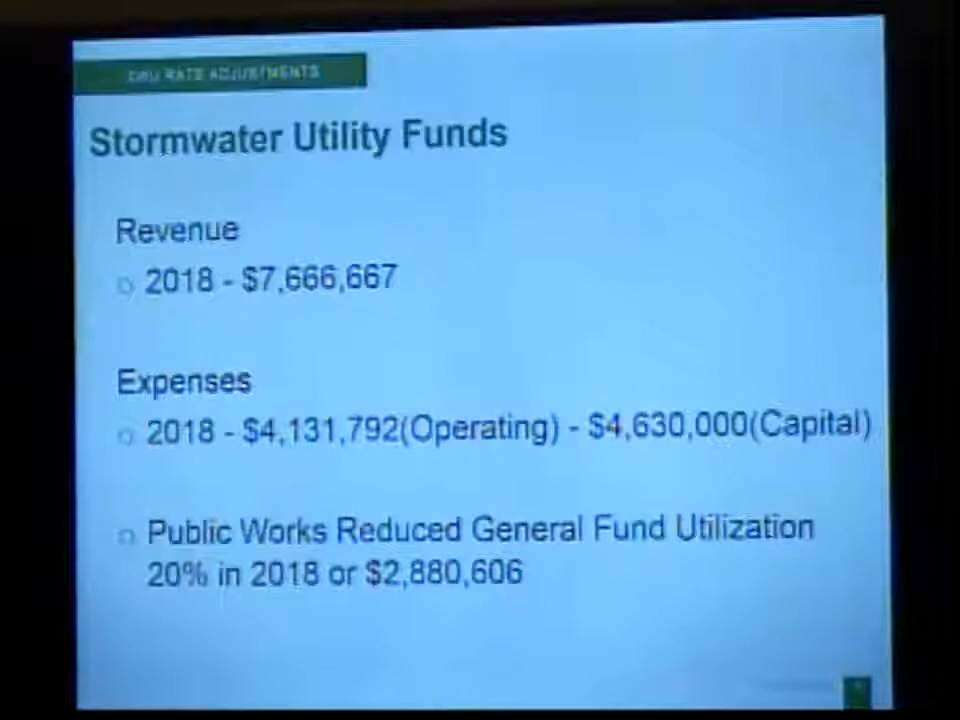 RATE ADJUSTMENTS
Stormwater Utility Funds
Revenue
2018 - $7,666,667
Expenses
2018 - $4,131,792(Operating) - $4,630,000(Capital)
Public Works Reduced General Fund Utilization
20% in 2018 or $2,880,606